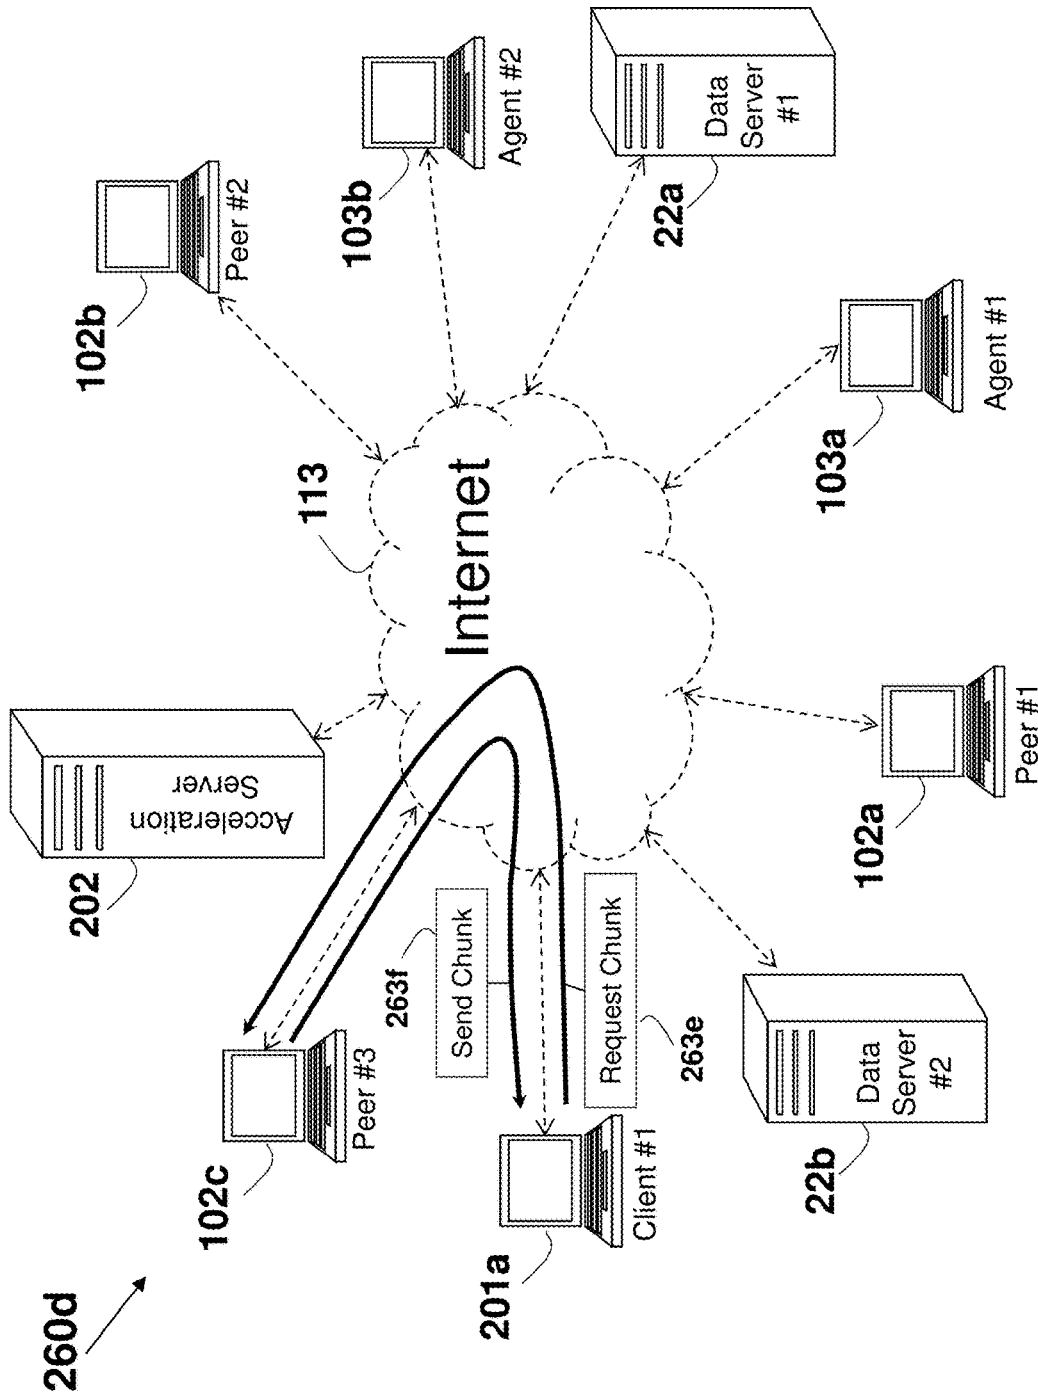 260d
102c
Peer #3
201a
Client #1
263f
Send Chunk
Request Chunk
263e
202
Acceleration
Server
113
Internet
102b
Peer #2
103b
Agent #2
22a
Data
Server
#1
103a
Agent #1
102a
Peer #1
22b
Data
Server
#2